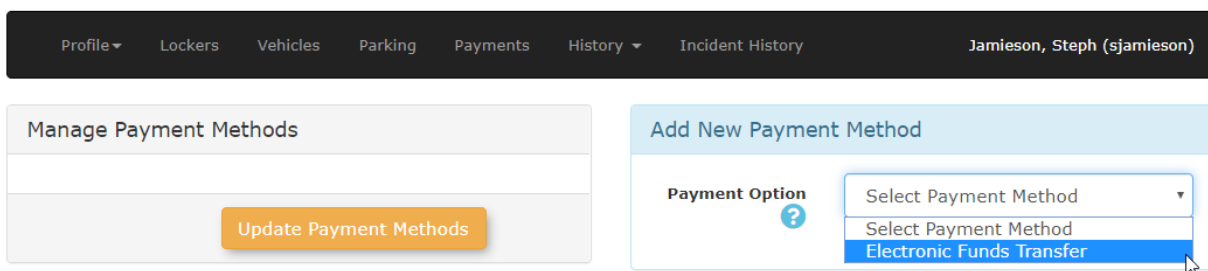 Profile Lockers Vehicles Parking Payments History Incident History Jamieson, Steph (sjamieson)
Manage Payment Methods
Update Payment Methods
Add New Payment Method
Payment Option
?
Select Payment Method
Select Payment Method
Electronic Funds Transfer